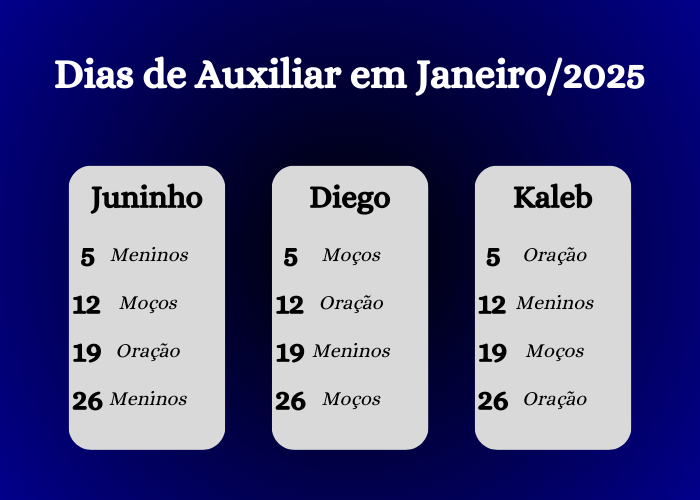 Dias de Auxiliar em Janeiro/2025
Juninho
5 Meninos
12 Moços
19 Oração
26 Meninos
Diego
5 Moços
12 Oração
19 Meninos
26 Moços
Kaleb
5 Oração
12 Meninos
19 Moços
26 Oração